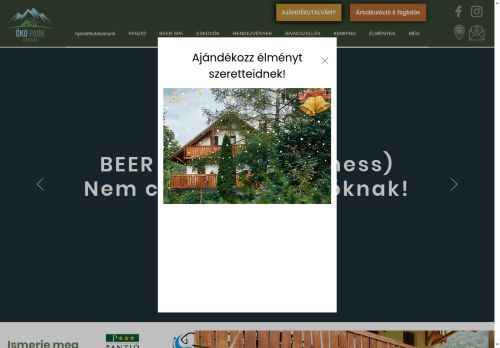 AJÁNDÉKUTALVÁNY
Árkalkuláció & foglalás
ÖKO PARK
Ajándékutalványok PANZIÓ BEER SPA ESKÜVŐK RENDEZVÉNYEK BIVAKSZÁLLÁS KEMPING ÉLMÉNYEK MÉG
Ajándékozz élményt
szeretteidnek!
BEER ness)
Nem c óknak!
Ismerje meg
PANZIÓ